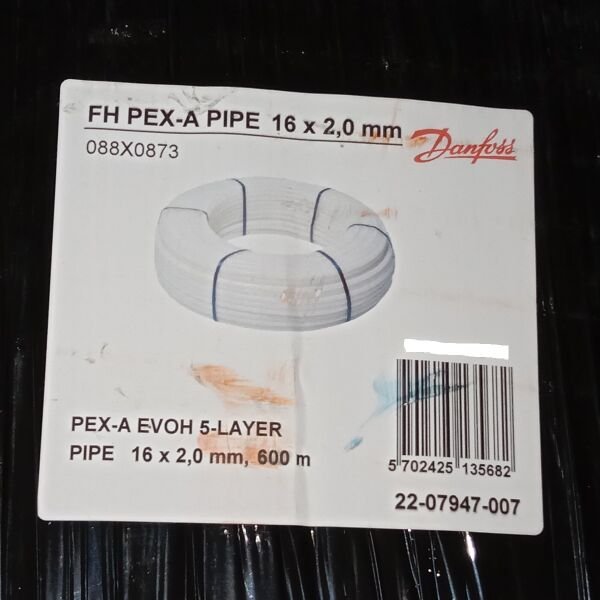 FH PEX-A PIPE 16 x 2,0 mm
Danfoss
088X0873
PEX-A EVOH 5-LAYER
PIPE 16 x 2,0 mm, 600 m
5 702425 135682
22-07947-007